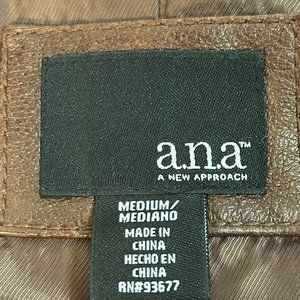 a.n.a™
A NEW APPROACH
MEDIUM/
MEDIANO
MADE IN
CHINA
HECHO EN
CHINA
RN#93677